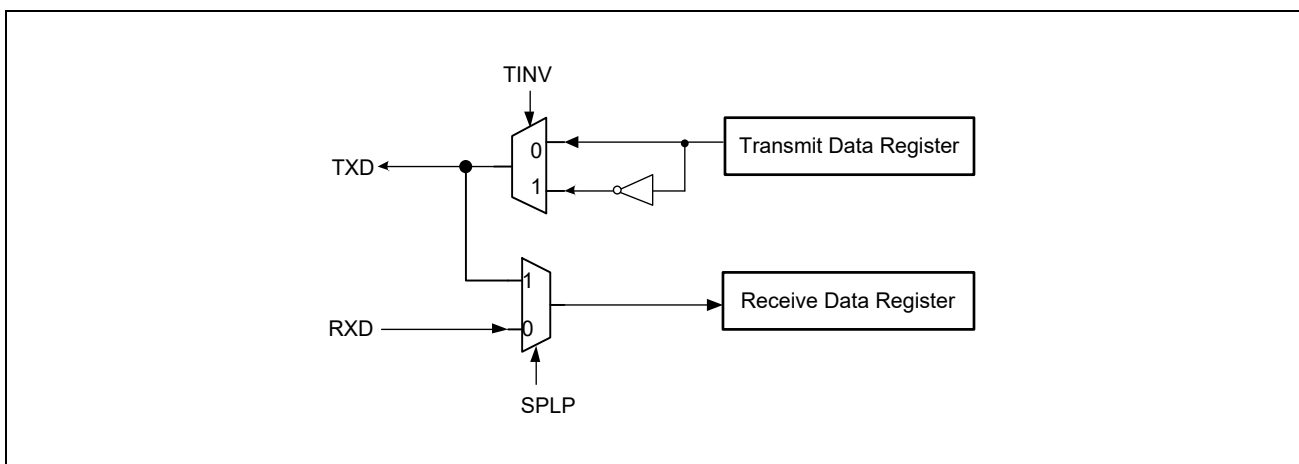 TINV
0
Transmit Data Register
TXD
1
1
Receive Data Register
RXD
0
SPLP